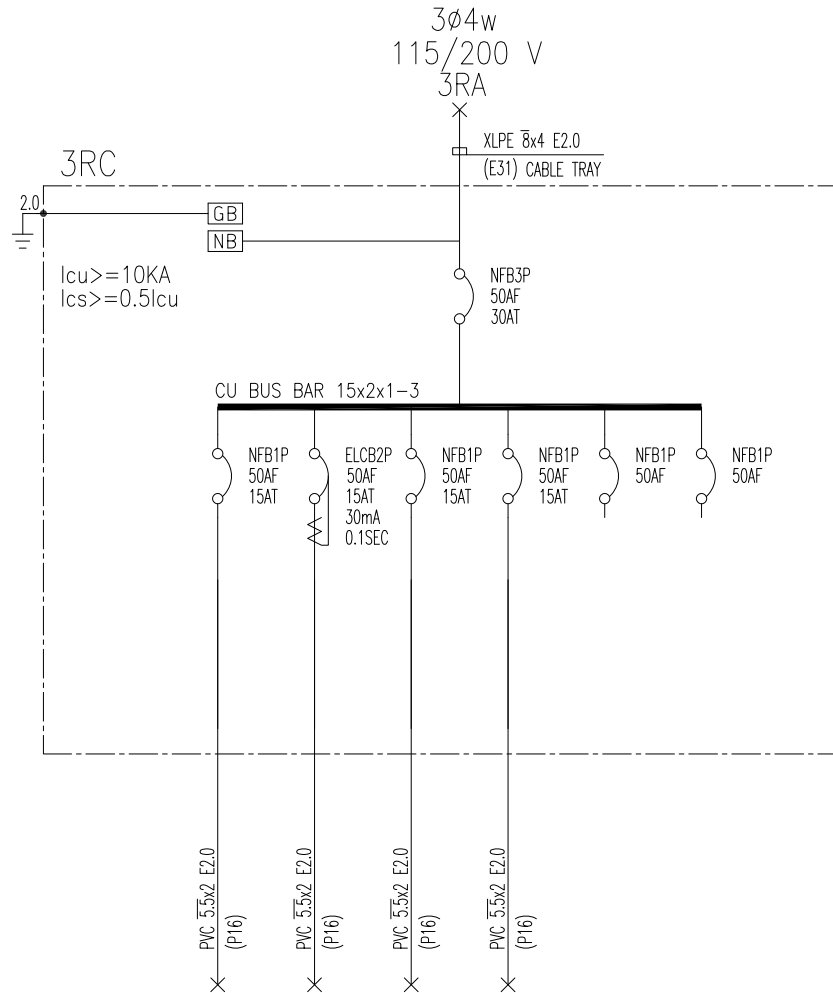 3ø4w
115/200 V
3RA
XLPE 8x4 E2.0
(E31) CABLE TRAY
3RC
2.0
GB
NB
Icu>=10KA
Ics>=0.5Icu
NFB3P
50AF
30AT
CU BUS BAR 15x2x1-3
NFB1P
50AF
15AT
ELCB2P
50AF
15AT
30mA
0.1SEC
NFB1P
50AF
15AT
NFB1P
50AF
15AT
NFB1P
50AF
NFB1P
50AF
PVC 5.5x2 E2.0
(P16)
PVC 5.5x2 E2.0
(P16)
PVC 5.5x2 E2.0
(P16)
PVC 5.5x2 E2.0
(P16)